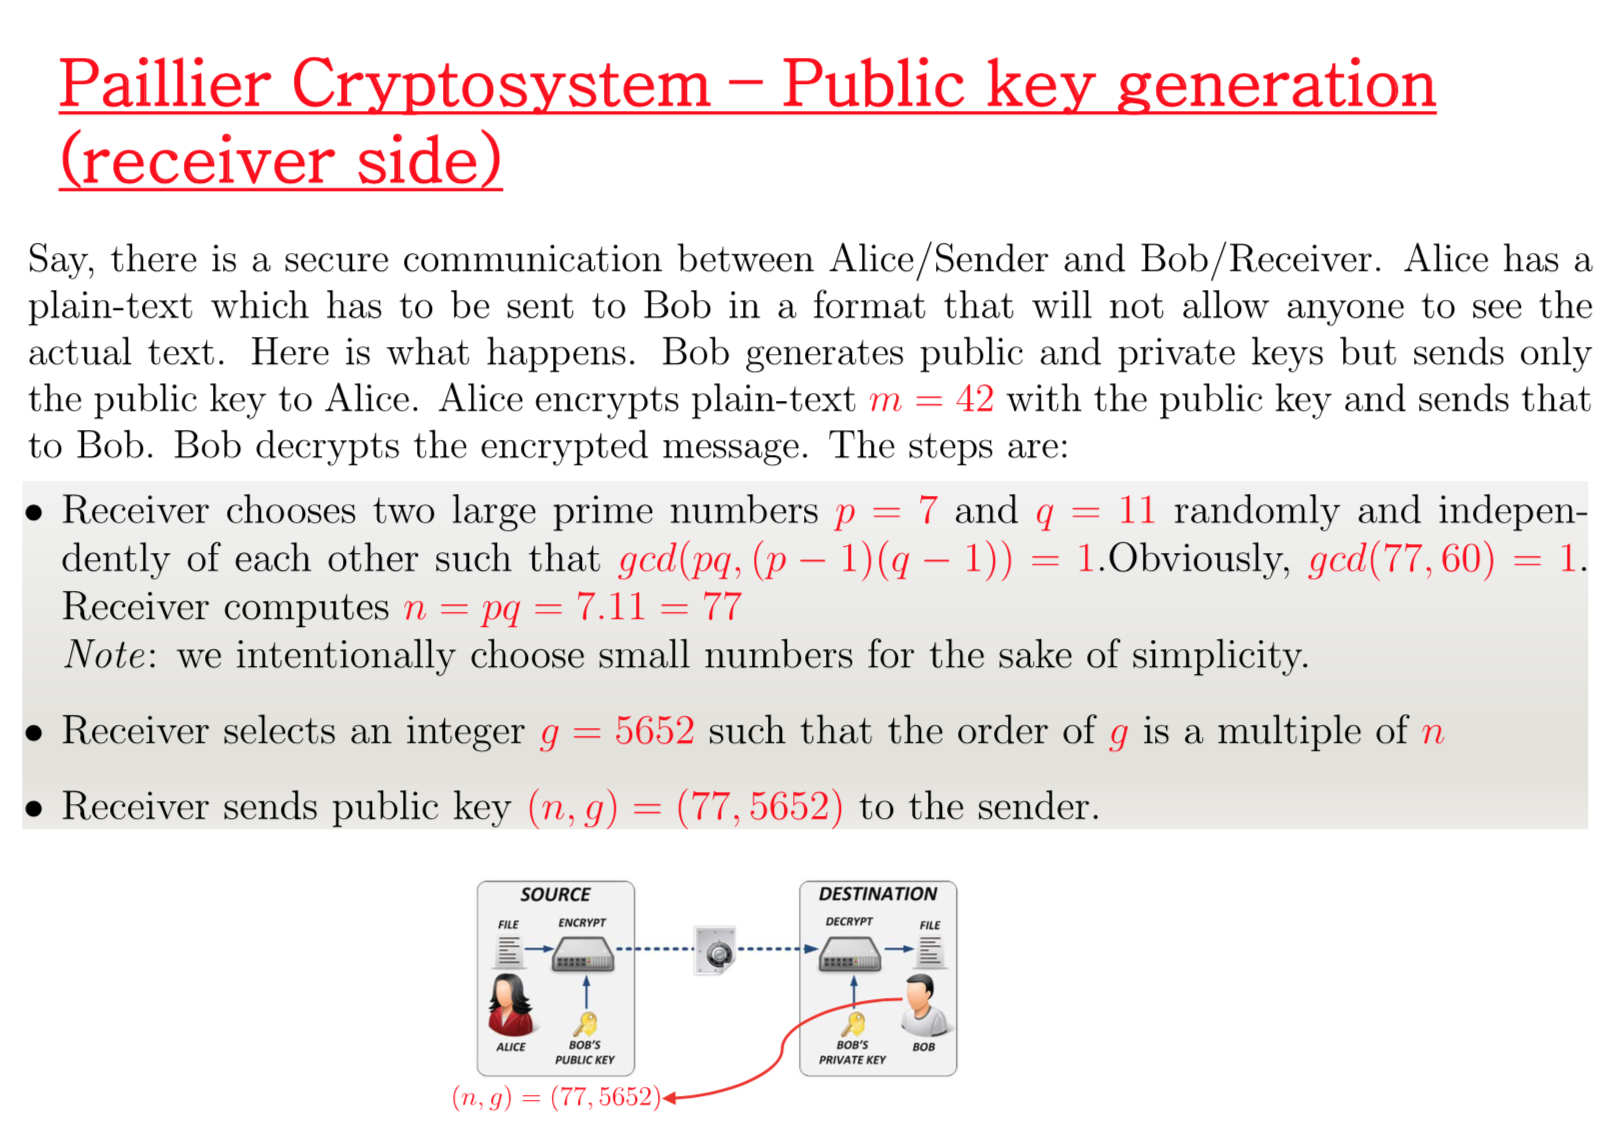 Paillier Cryptosystem – Public key generation
(receiver side)
Say, there is a secure communication between Alice/Sender and Bob/Receiver. Alice has a
plain-text which has to be sent to Bob in a format that will not allow anyone to see the
actual text. Here is what happens. Bob generates public and private keys but sends only
the public key to Alice. Alice encrypts plain-text m = 42 with the public key and sends that
to Bob. Bob decrypts the encrypted message. The steps are:
• Receiver chooses two large prime numbers p = 7 and q = 11 randomly and indepen-
dently of each other such that gcd(pq, (p − 1)(q − 1)) = 1.Obviously, gcd(77, 60) = 1.
Receiver computes n = pq = 7.11 = 77
Note: we intentionally choose small numbers for the sake of simplicity.
• Receiver selects an integer g = 5652 such that the order of g is a multiple of n
• Receiver sends public key (n, g) = (77, 5652) to the sender.
SOURCE
FILE
ENCRYPT
ALICE
BOB'S
PUBLIC KEY
DESTINATION
DECRYPT
FILE
BOB'S
PRIVATE KEY
BOB
(n, g) = (77, 5652)